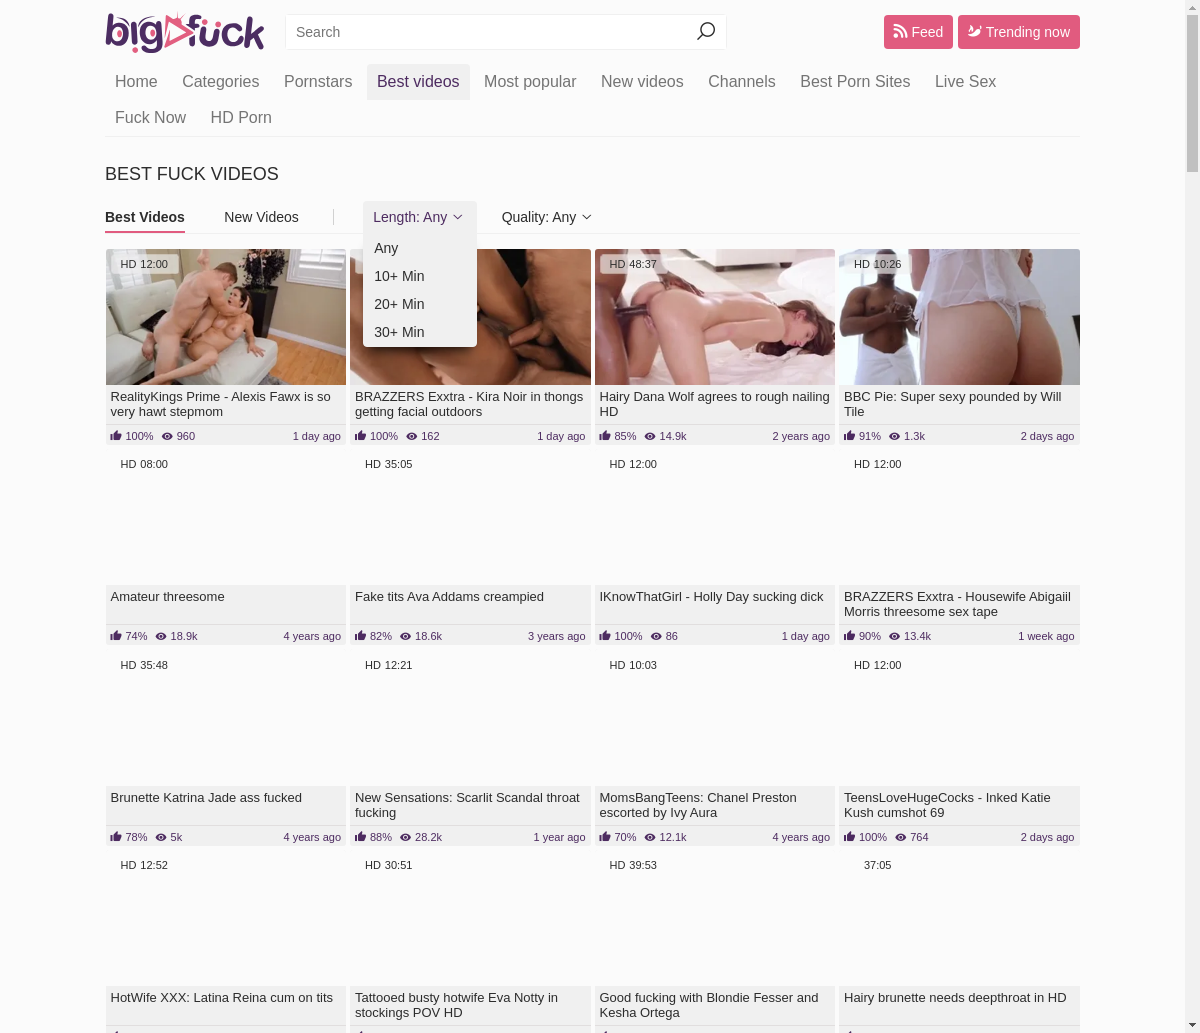 bigfuck
Search
Feed
Trending now
Home Categories Pornstars Best videos Most popular New videos Channels Best Porn Sites Live Sex
Fuck Now HD Porn
BEST FUCK VIDEOS
Best Videos New Videos Length: Any Quality: Any
Any
10+ Min
20+ Min
30+ Min
HD 12:00
HD 48:37
HD 10:26
RealityKings Prime - Alexis Fawx is so
very hawt stepmom
100% 960 1 day ago
BRAZZERS Exxtra - Kira Noir in thongs
getting facial outdoors
100% 162 1 day ago
Hairy Dana Wolf agrees to rough nailing
HD
85% 14.9k 2 years ago
BBC Pie: Super sexy pounded by Will
Tile
91% 1.3k 2 days ago
HD 08:00
Amateur threesome
74% 18.9k 4 years ago
HD 35:05
Fake tits Ava Addams creampied
82% 18.6k 3 years ago
HD 12:00
IKnowThatGirl - Holly Day sucking dick
100% 86 1 day ago
HD 12:00
BRAZZERS Exxtra - Housewife Abigaiil
Morris threesome sex tape
90% 13.4k 1 week ago
HD 35:48
Brunette Katrina Jade ass fucked
78% 5k 4 years ago
HD 12:21
New Sensations: Scarlit Scandal throat
fucking
88% 28.2k 1 year ago
HD 10:03
MomsBangTeens: Chanel Preston
escorted by Ivy Aura
70% 12.1k 4 years ago
HD 12:00
TeensLoveHugeCocks - Inked Katie
Kush cumshot 69
100% 764 2 days ago
HD 12:52
HotWife XXX: Latina Reina cum on tits
HD 30:51
Tattooed busty hotwife Eva Notty in
stockings POV HD
HD 39:53
Good fucking with Blondie Fesser and
Kesha Ortega
37:05
Hairy brunette needs deepthroat in HD